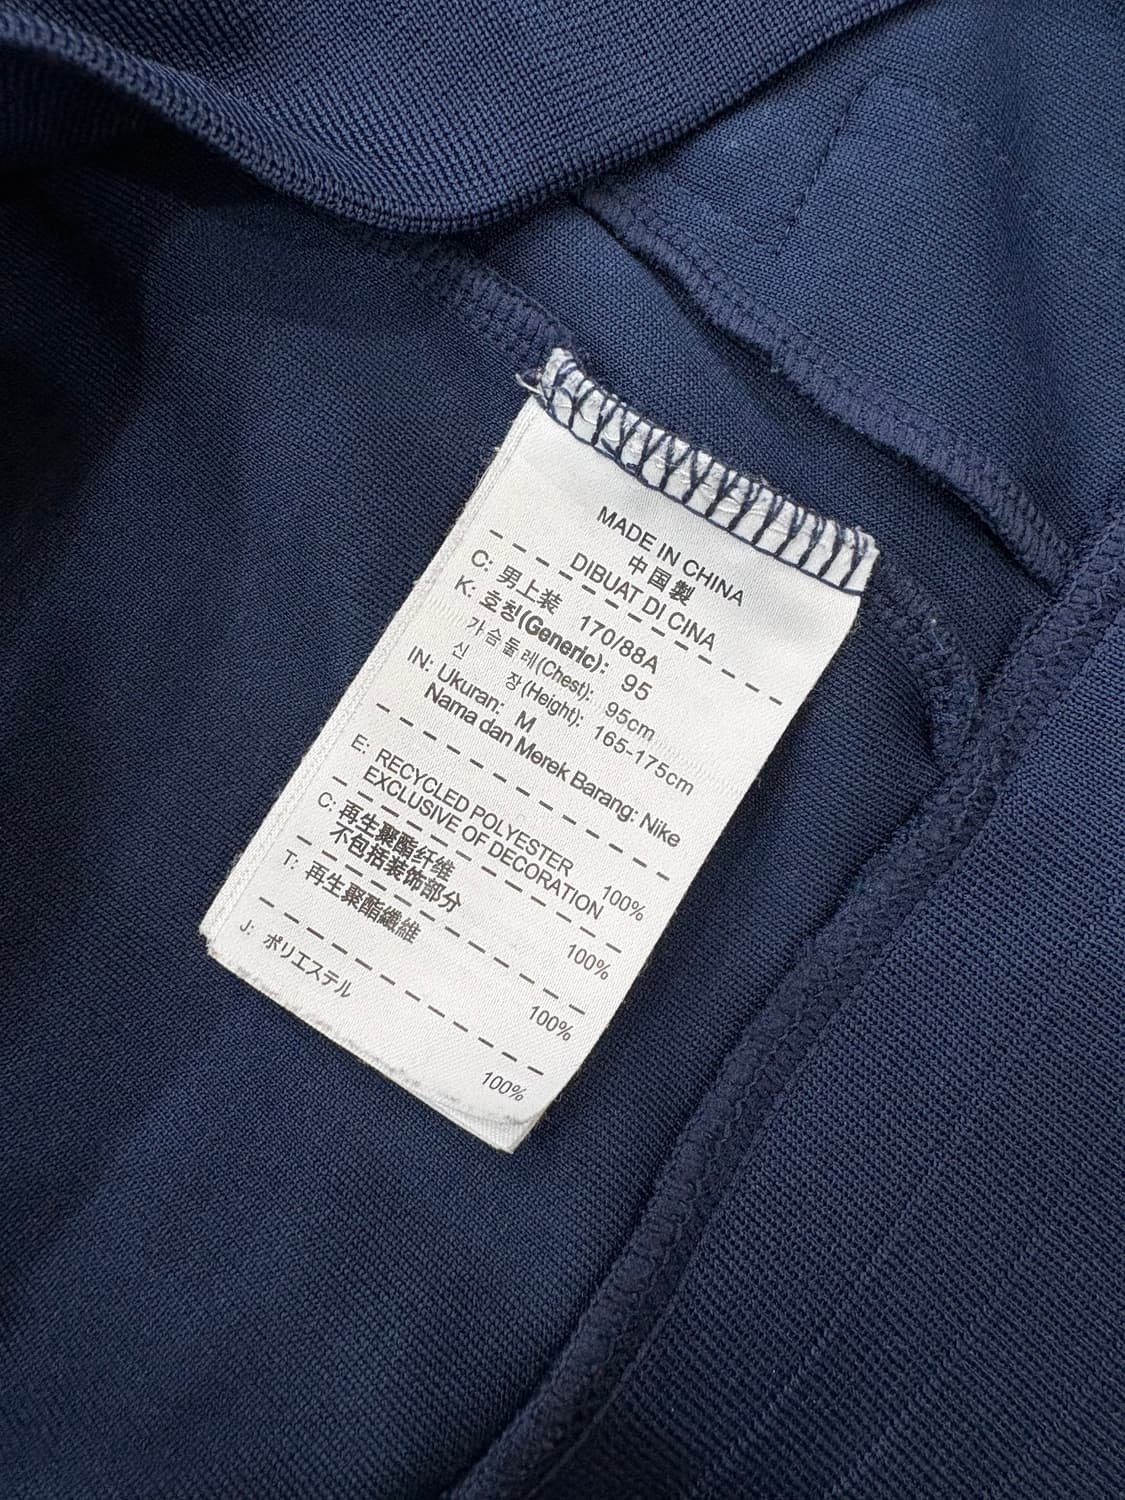 MADE IN CHINA
中国製
DIBUAT DI CINA
C: 男上装 170/88A
K: 호칭(Generic): 95
가슴둘레(Chest): 95cm
신 장(Height): 165-175cm
IN: Ukuran: M
Nama dan Merek Barang: Nike
E: RECYCLED POLYESTER 100%
EXCLUSIVE OF DECORATION
C: 再生聚酯纤维 100%
不包括装饰部分
T: 再生聚酯纖維 100%
J: ポリエステル 100%